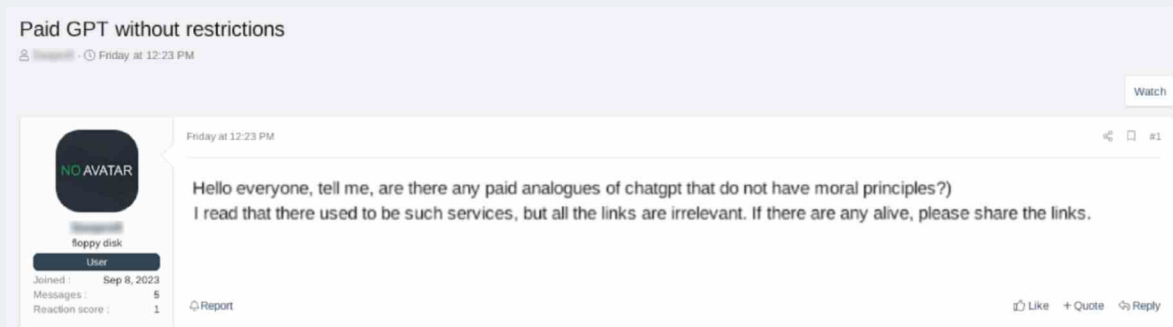 Paid GPT without restrictions
Friday at 12:23 PM
Watch
NO AVATAR
floppy disk
User
Joined : Sep 8, 2023
Messages : 5
Reaction score : 1
Friday at 12:23 PM
#1
Hello everyone, tell me, are there any paid analogues of chatgpt that do not have moral principles?)
I read that there used to be such services, but all the links are irrelevant. If there are any alive, please share the links.
Report
Like + Quote Reply